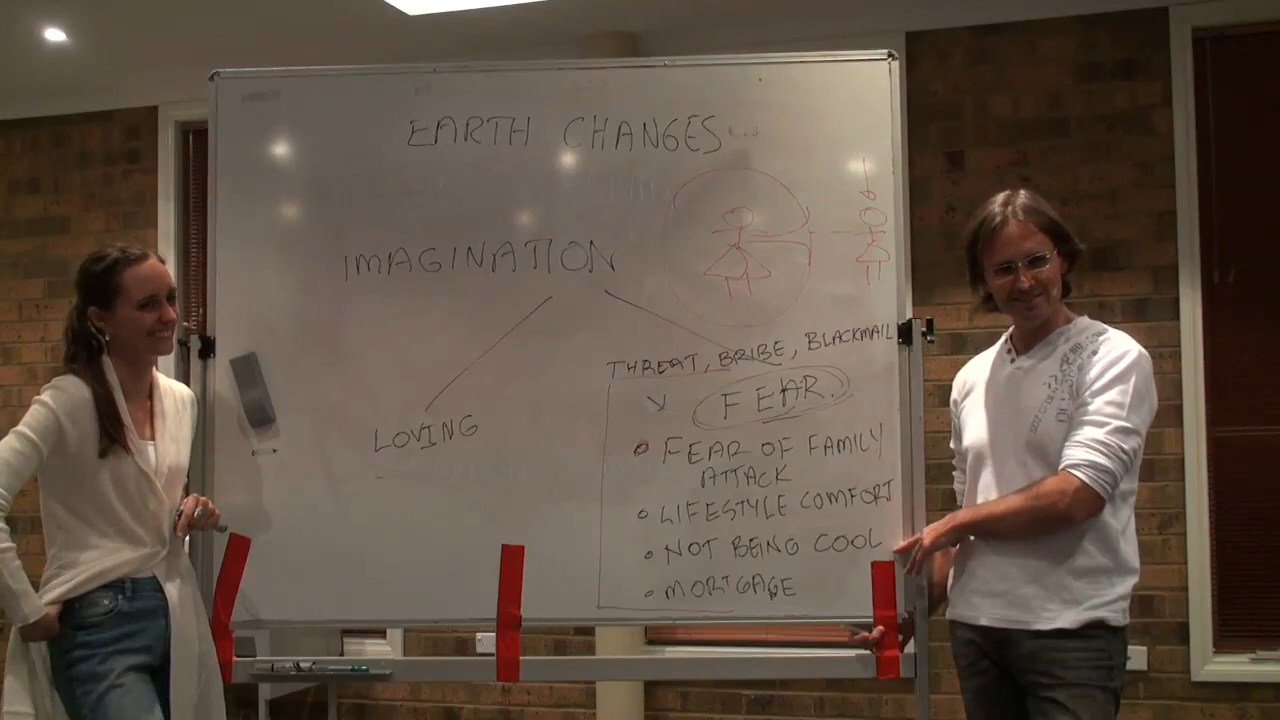 EARTH CHANGES...
IMAGINATION
LOVING
THREAT, BRIBE, BLACKMAIL
FEAR.
FEAR OF FAMILY
ATTACK
LIFESTYLE COMFORT
NOT BEING COOL
MORTGAGE